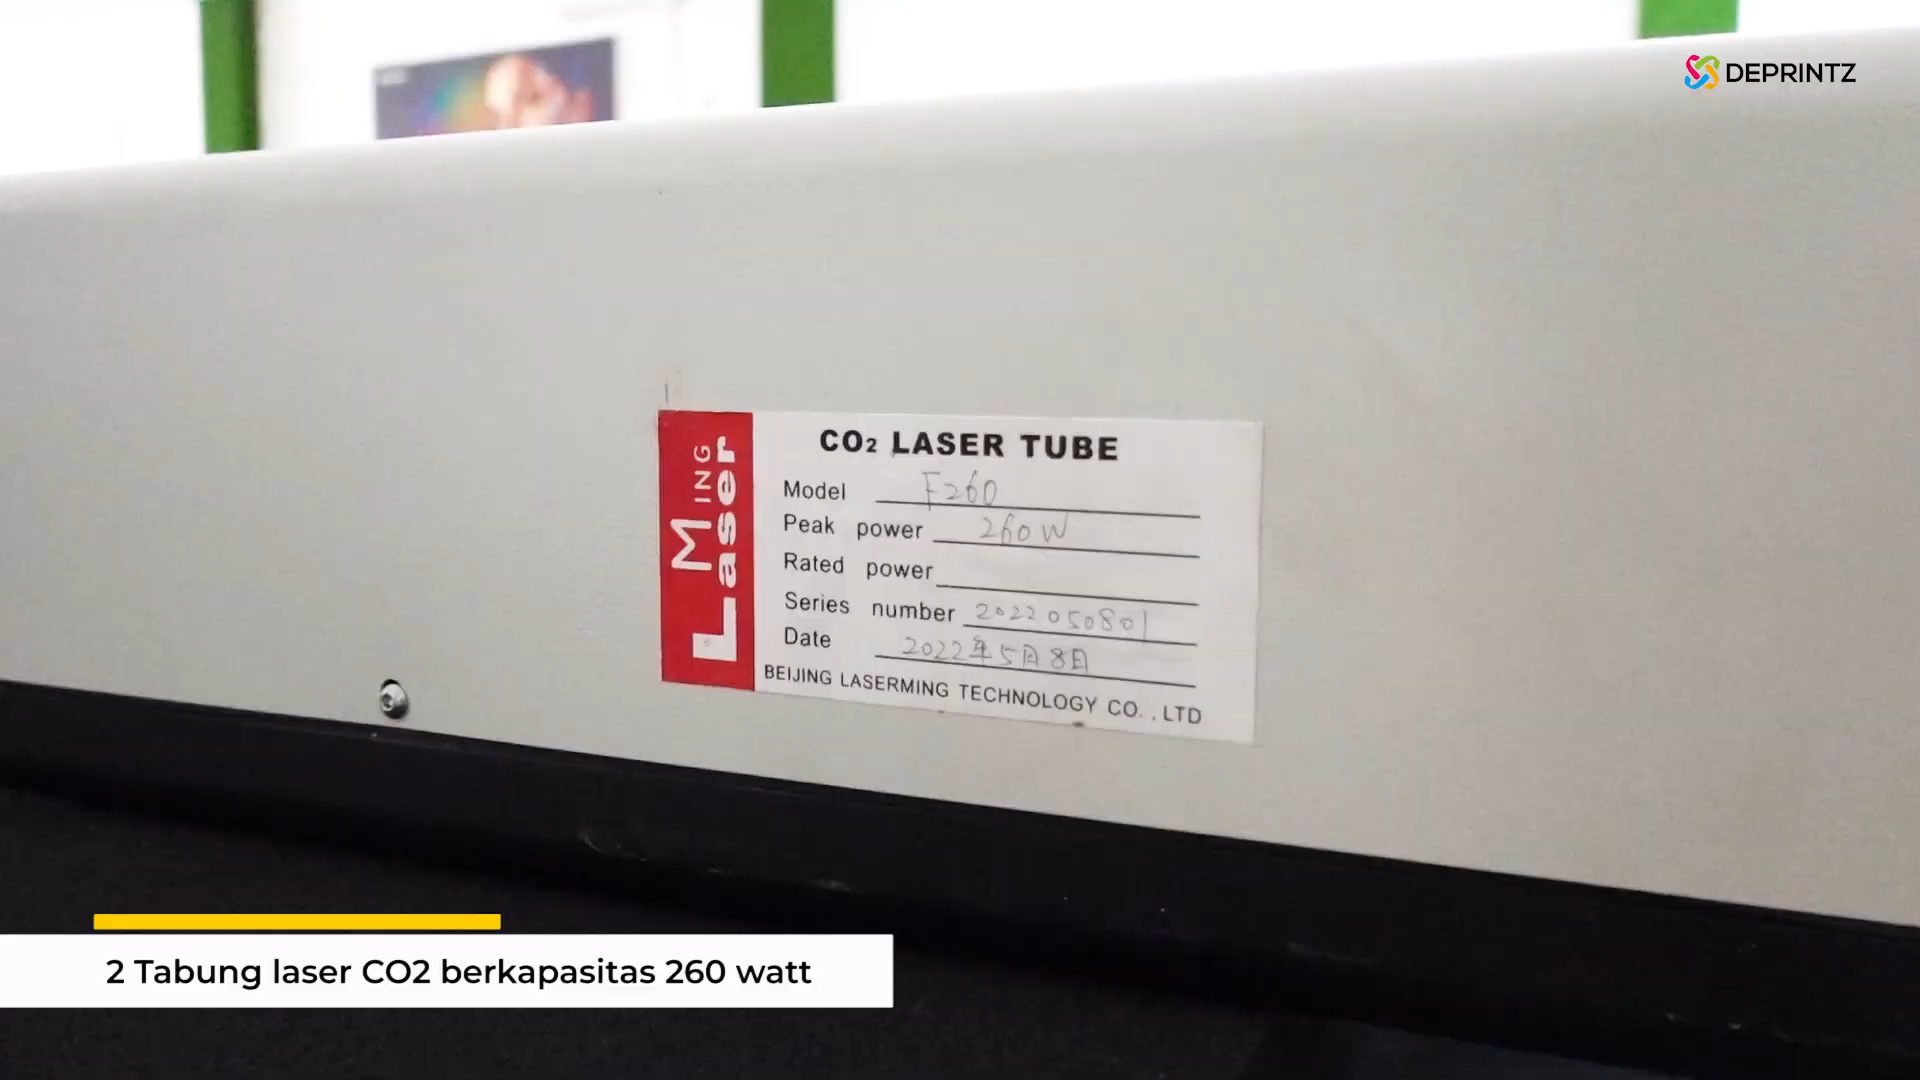 DEPRINTZ
MING
Laser
CO2 LASER TUBE
Model F260
Peak power 260W
Rated power
Series number 2022050801
Date 2022年5月8日
BEIJING LASERMING TECHNOLOGY CO.,LTD
2 Tabung laser CO2 berkapasitas 260 watt